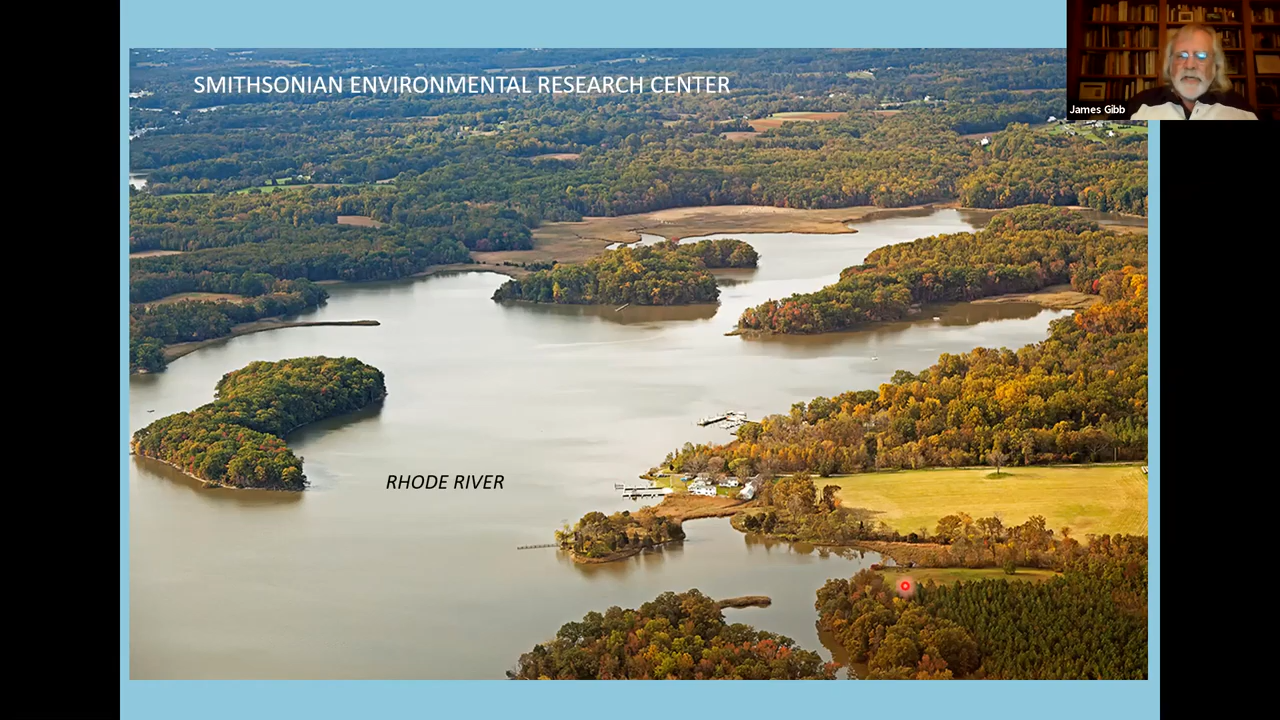 SMITHSONIAN ENVIRONMENTAL RESEARCH CENTER
James Gibb
RHODE RIVER